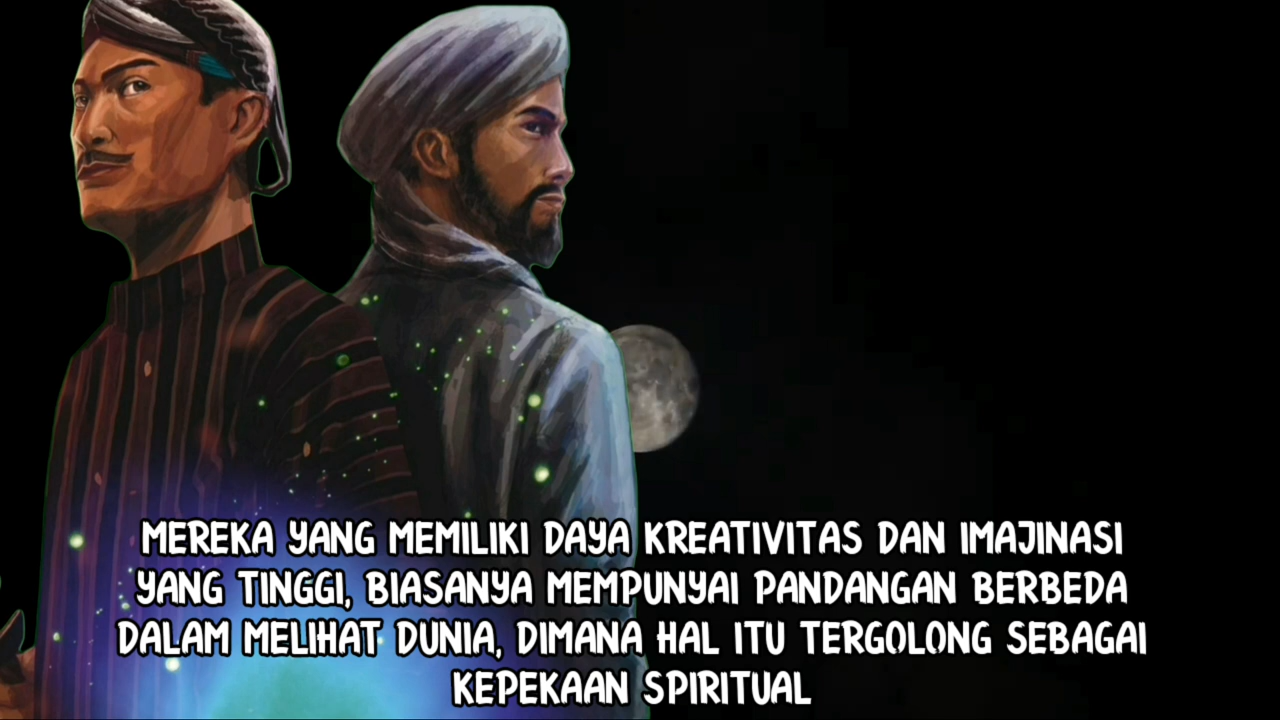 MEREKA YANG MEMILIKI DAYA KREATIVITAS DAN IMAJINASI
YANG TINGGI, BIASANYA MEMPUNYAI PANDANGAN BERBEDA
DALAM MELIHAT DUNIA, DIMANA HAL ITU TERGOLONG SEBAGAI
KEPEKAAN SPIRITUAL